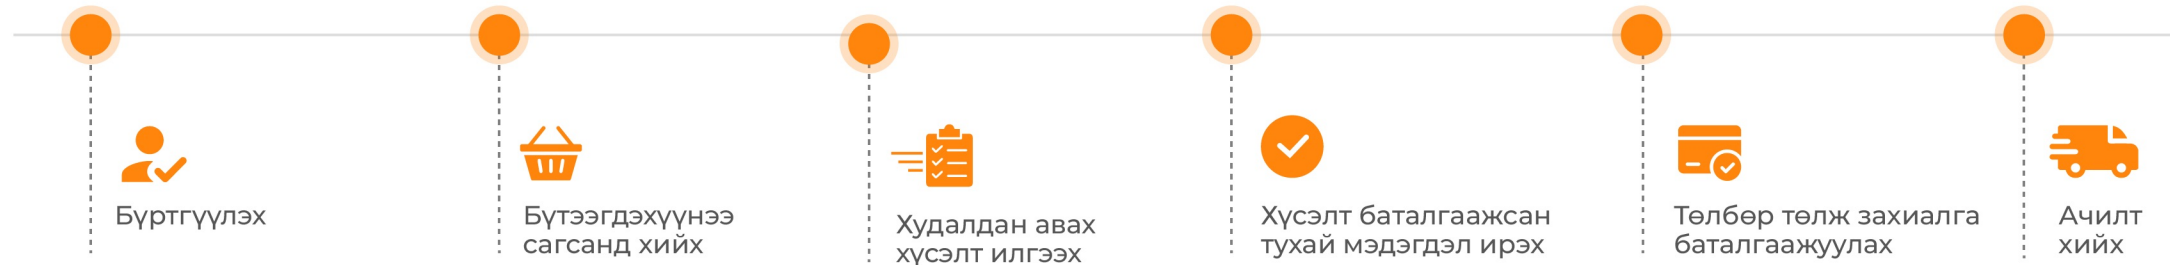 Бүртгүүлэх
Бүтээгдэхүүнээ
сагсанд хийх
Худалдан авах
хүсэлт илгээх
Хүсэлт баталгаажсан
тухай мэдэгдэл ирэх
Төлбөр төлж захиалга
баталгаажуулах
Ачилт
хийх